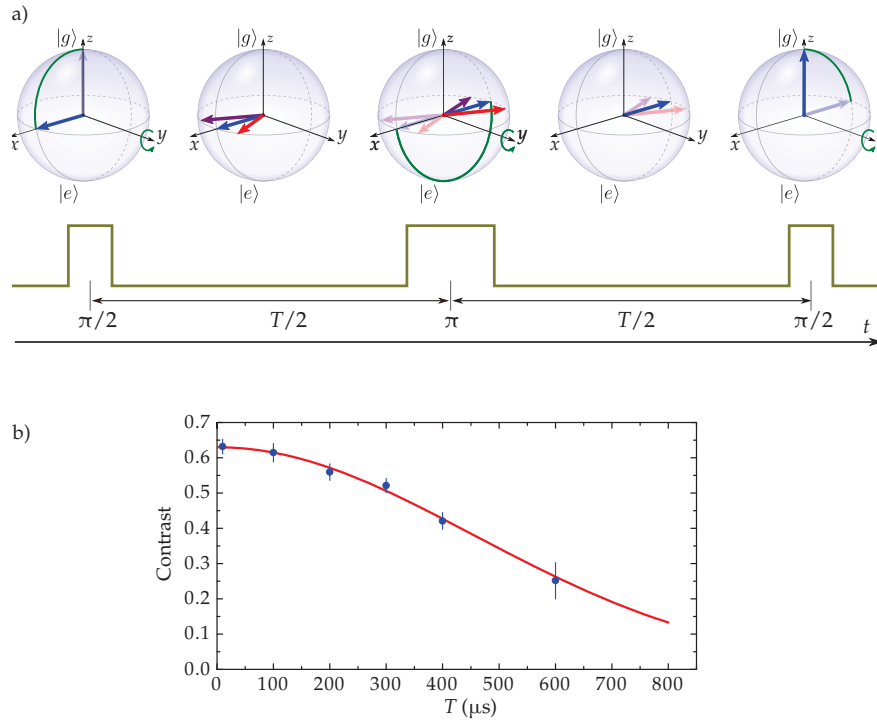 a)
|g⟩ z |g⟩ z |g⟩ z |g⟩ z |g⟩ z
x y x y x y x y x y
|e⟩ |e⟩ |e⟩ |e⟩ |e⟩
π/2 T/2 π T/2 π/2
t
b)
0.7
0.6
0.5
0.4
0.3
0.2
0.1
0.0
Contrast
0 100 200 300 400 500 600 700 800
T (μs)